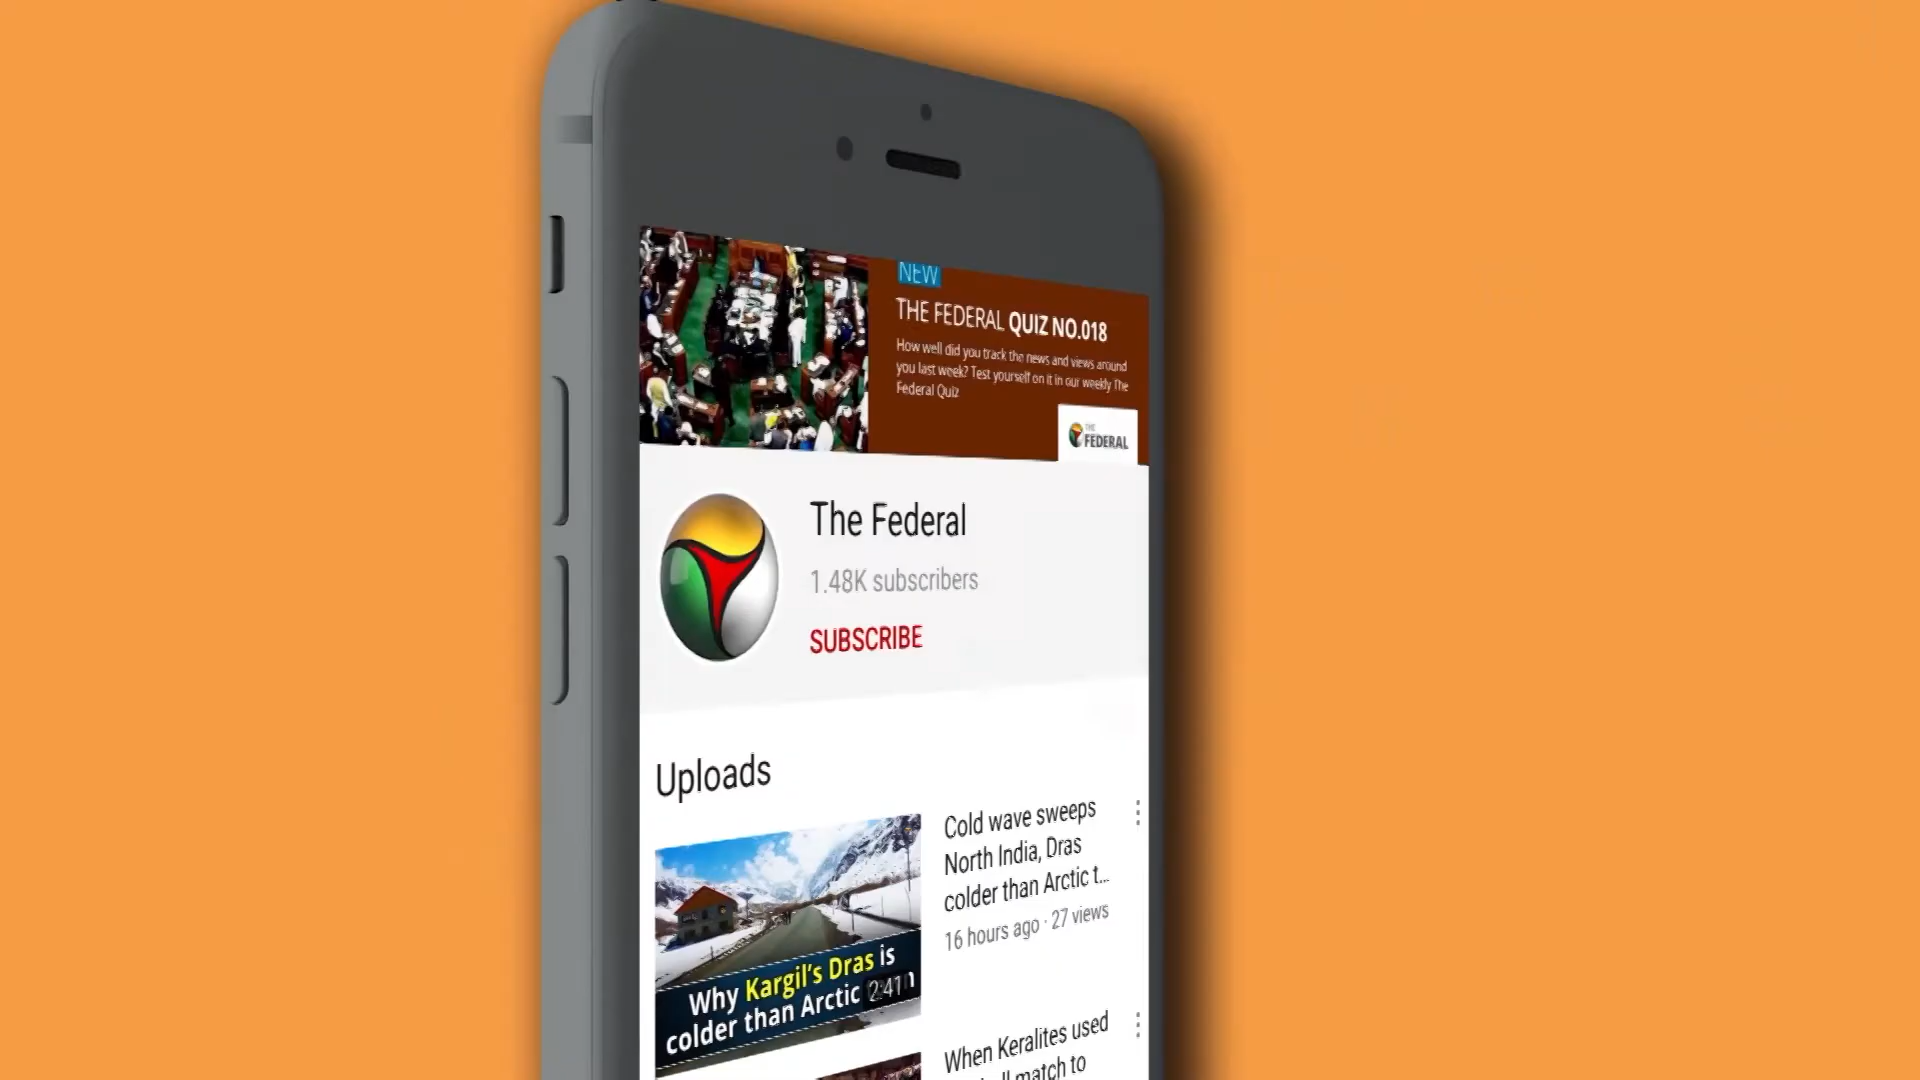 NEW
THE FEDERAL QUIZ NO.018
How well did you track the news and views around
you last week? Test yourself on it in our weekly The
Federal Quiz
THE
FEDERAL
The Federal
1.48K subscribers
SUBSCRIBE
Uploads
Cold wave sweeps
North India, Dras
colder than Arctic t...
16 hours ago · 27 views
Why Kargil's Dras is
colder than Arctic
2:41
When Keralites used
match to